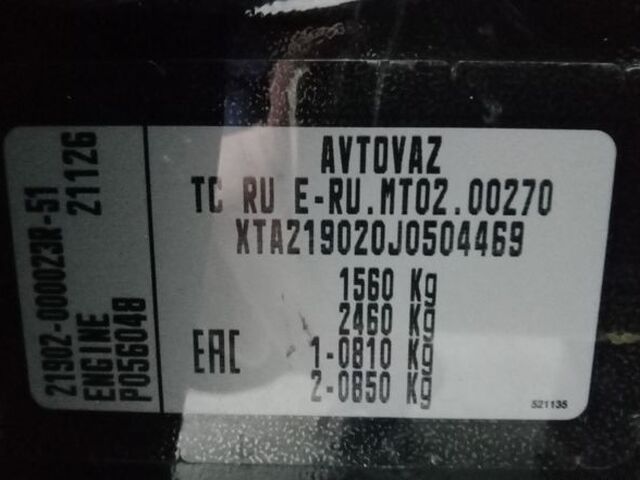 AVTOVAZ
TC RU E-RU.MT02.00270
XTA219020J0504469
1560 Kg
2460 Kg
1-0810 Kg
2-0850 Kg
EAC
21902-000023R-51
ENGINE 21126
P056048
521135